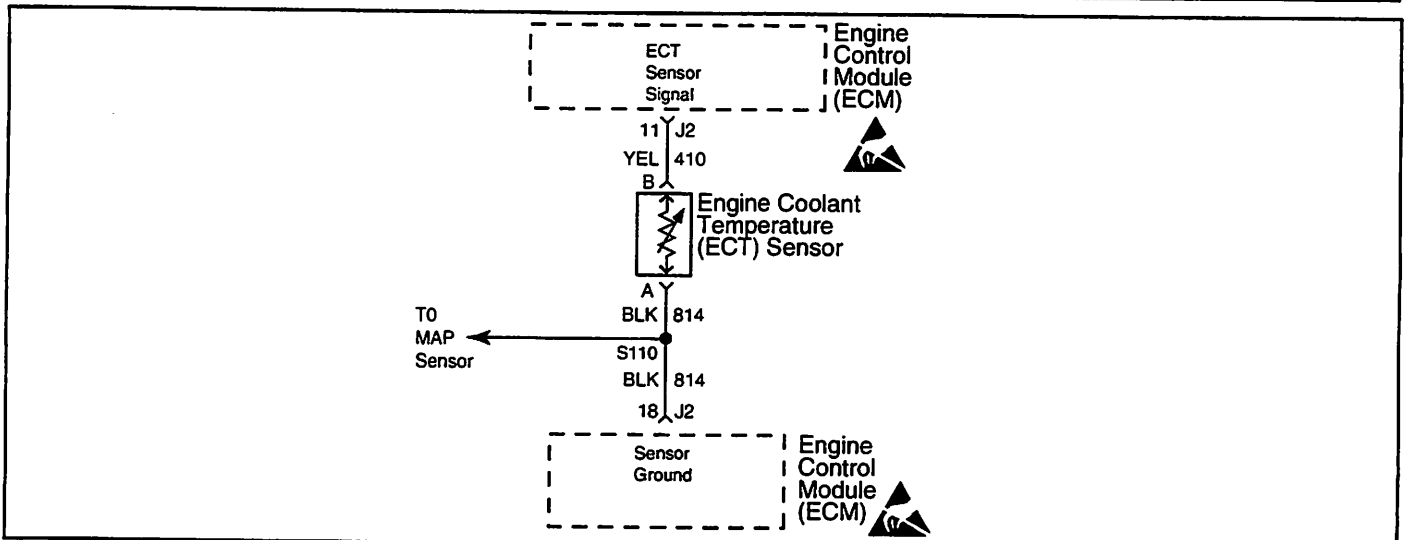 ECT
Sensor
Signal
Engine
Control
Module
(ECM)
11 J2
YEL 410
B
Engine Coolant
Temperature
(ECT) Sensor
A
BLK 814
TO
MAP
Sensor
S110
BLK 814
18 J2
Sensor
Ground
Engine
Control
Module
(ECM)